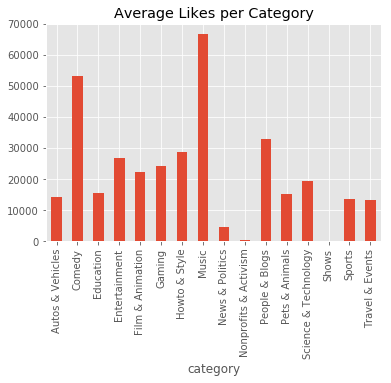 Average Likes per Category
70000
60000
50000
40000
30000
20000
10000
0
Autos & Vehicles
Comedy
Education
Entertainment
Film & Animation
Gaming
Howto & Style
Music
News & Politics
Nonprofits & Activism
People & Blogs
Pets & Animals
Science & Technology
Shows
Sports
Travel & Events
category